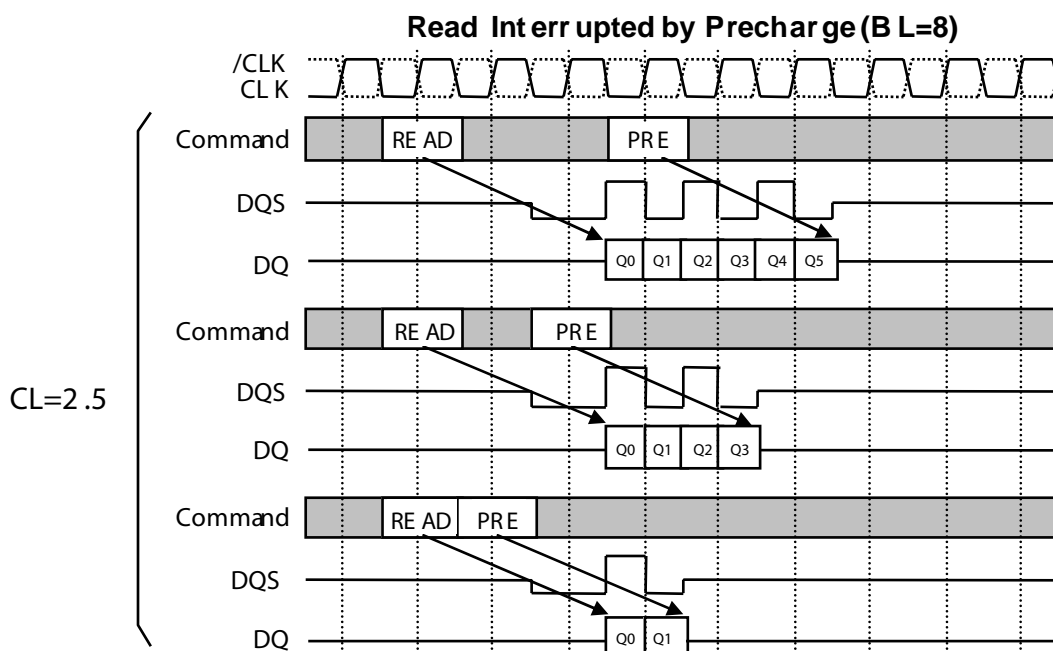 Read Interrupted by Precharge (BL=8)
/CLK
CLK
Command READ PRE
DQS
DQ Q0 Q1 Q2 Q3 Q4 Q5
Command READ PRE
CL=2.5
DQS
DQ Q0 Q1 Q2 Q3
Command READ PRE
DQS
DQ Q0 Q1